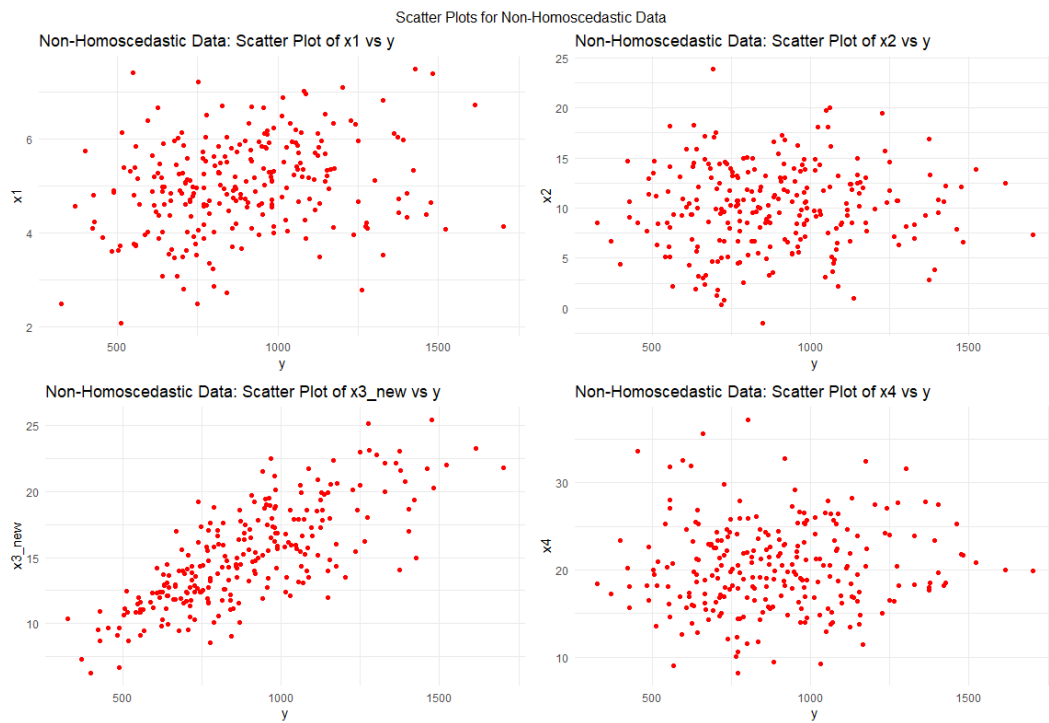 Scatter Plots for Non-Homoscedastic Data
Non-Homoscedastic Data: Scatter Plot of x1 vs y
x1
6
4
2
500
1000
1500
y
Non-Homoscedastic Data: Scatter Plot of x2 vs y
x2
25
20
15
10
5
0
500
1000
1500
y
Non-Homoscedastic Data: Scatter Plot of x3_new vs y
x3_new
25
20
15
10
500
1000
1500
y
Non-Homoscedastic Data: Scatter Plot of x4 vs y
x4
30
20
10
500
1000
1500
y